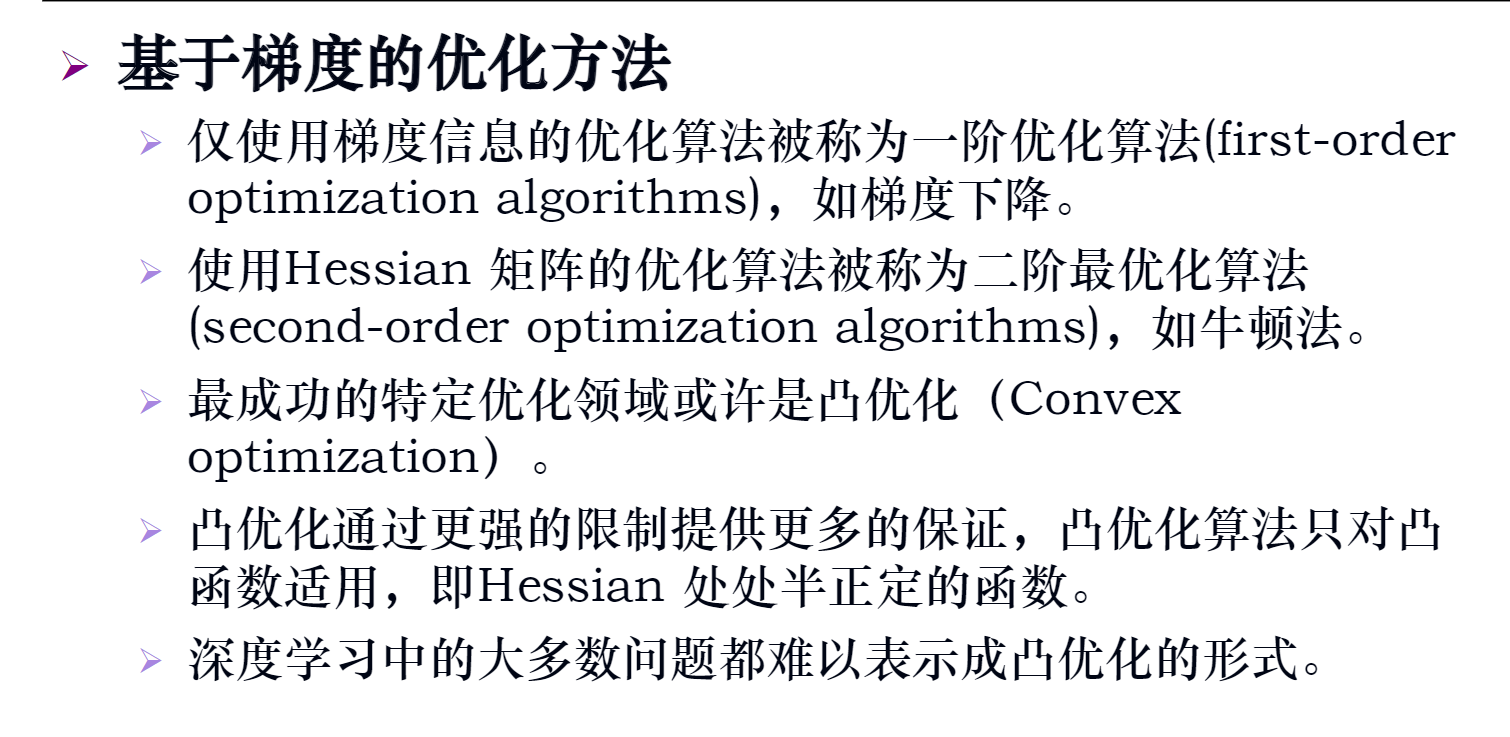 基于梯度的优化方法
仅使用梯度信息的优化算法被称为一阶优化算法(first-order
optimization algorithms)，如梯度下降。
使用Hessian 矩阵的优化算法被称为二阶最优化算法
(second-order optimization algorithms)，如牛顿法。
最成功的特定优化领域或许是凸优化（Convex
optimization）。
凸优化通过更强的限制提供更多的保证，凸优化算法只对凸
函数适用，即Hessian 处处半正定的函数。
深度学习中的大多数问题都难以表示成凸优化的形式。